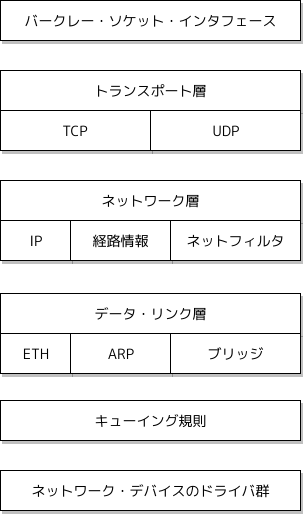 バークレー・ソケット・インタフェース
トランスポート層
TCP UDP
ネットワーク層
IP 経路情報 ネットフィルタ
データ・リンク層
ETH ARP ブリッジ
キューイング規則
ネットワーク・デバイスのドライバ群